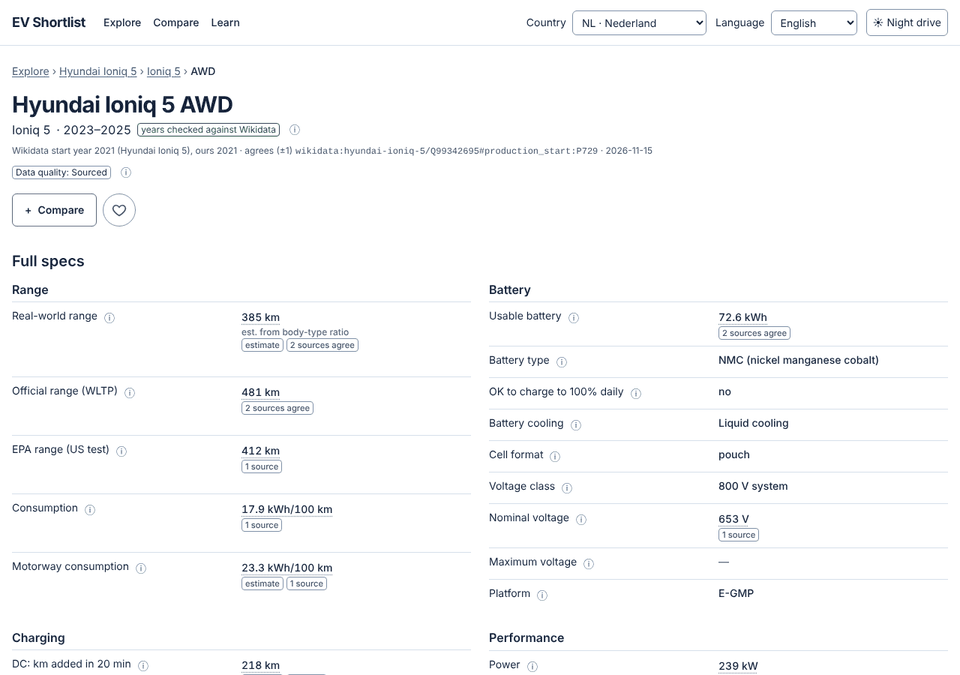 EV Shortlist Explore Compare Learn Country NL · Nederland Language English Night drive
Explore › Hyundai Ioniq 5 › Ioniq 5 › AWD
Hyundai Ioniq 5 AWD
Ioniq 5 · 2023–2025 years checked against Wikidata
Wikidata start year 2021 (Hyundai Ioniq 5), ours 2021 · agrees (±1) wikidata:hyundai-ioniq-5/Q99342695#production_start:P729 · 2026-11-15
Data quality: Sourced
+ Compare
Full specs
Range
Real-world range 385 km
est. from body-type ratio
estimate 2 sources agree
Official range (WLTP) 481 km
2 sources agree
EPA range (US test) 412 km
1 source
Consumption 17.9 kWh/100 km
1 source
Motorway consumption 23.3 kWh/100 km
estimate 1 source
Battery
Usable battery 72.6 kWh
2 sources agree
Battery type NMC (nickel manganese cobalt)
OK to charge to 100% daily no
Battery cooling Liquid cooling
Cell format pouch
Voltage class 800 V system
Nominal voltage 653 V
1 source
Maximum voltage —
Platform E-GMP
Charging
DC: km added in 20 min 218 km
Performance
Power 239 kW